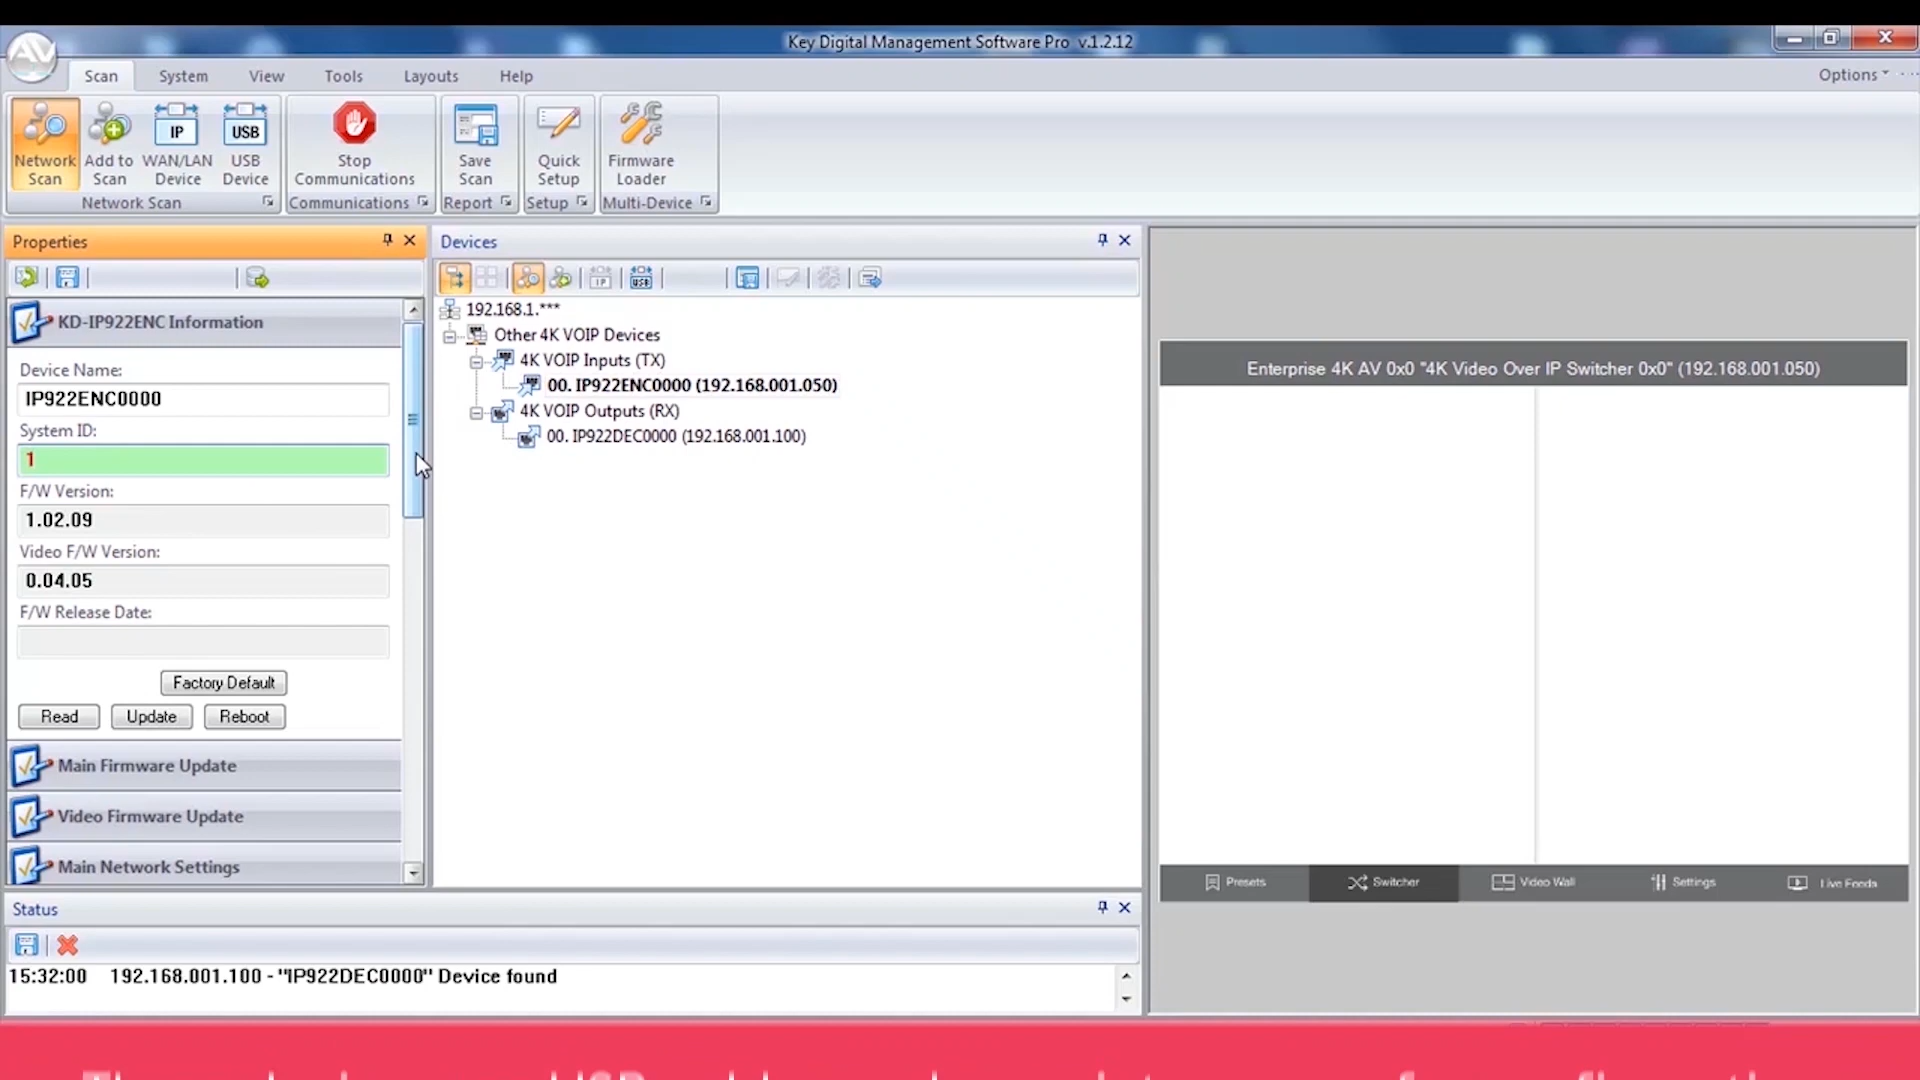 Key Digital Management Software Pro v.1.2.12
AV
Scan System View Tools Layouts Help Options
IP USB
Network Scan Add to Scan WAN/LAN Device USB Device Stop Communications Save Scan Quick Setup Firmware Loader
Network Scan Communications Report Setup Multi-Device
Properties
KD-IP922ENC Information
Device Name:
IP922ENC0000
System ID:
1
F/W Version:
1.02.09
Video F/W Version:
0.04.05
F/W Release Date:
Factory Default
Read Update Reboot
Main Firmware Update
Video Firmware Update
Main Network Settings
Devices
192.168.1.***
Other 4K VOIP Devices
4K VOIP Inputs (TX)
00. IP922ENC0000 (192.168.001.050)
4K VOIP Outputs (RX)
00. IP922DEC0000 (192.168.001.100)
Enterprise 4K AV 0x0 "4K Video Over IP Switcher 0x0" (192.168.001.050)
Presets Switcher Video Wall Settings Live Feeds
Status
15:32:00 192.168.001.100 - "IP922DEC0000" Device found